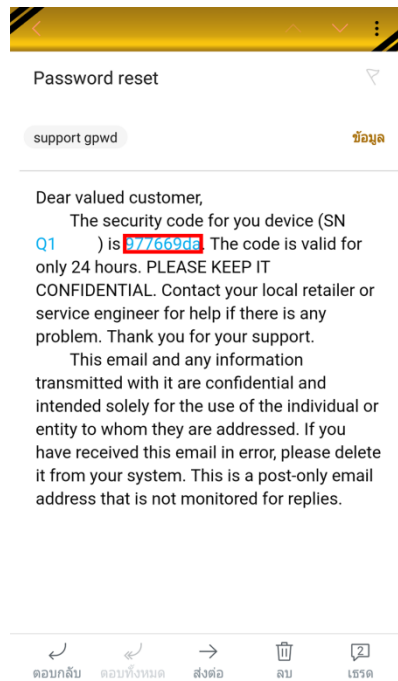 Password reset
support gpwd
ข้อมูล
Dear valued customer,
The security code for you device (SN
Q1 ) is 977669da. The code is valid for
only 24 hours. PLEASE KEEP IT
CONFIDENTIAL. Contact your local retailer or
service engineer for help if there is any
problem. Thank you for your support.
This email and any information
transmitted with it are confidential and
intended solely for the use of the individual or
entity to whom they are addressed. If you
have received this email in error, please delete
it from your system. This is a post-only email
address that is not monitored for replies.
2
ตอบกลับ ตอบทั้งหมด ส่งต่อ ลบ เธรด